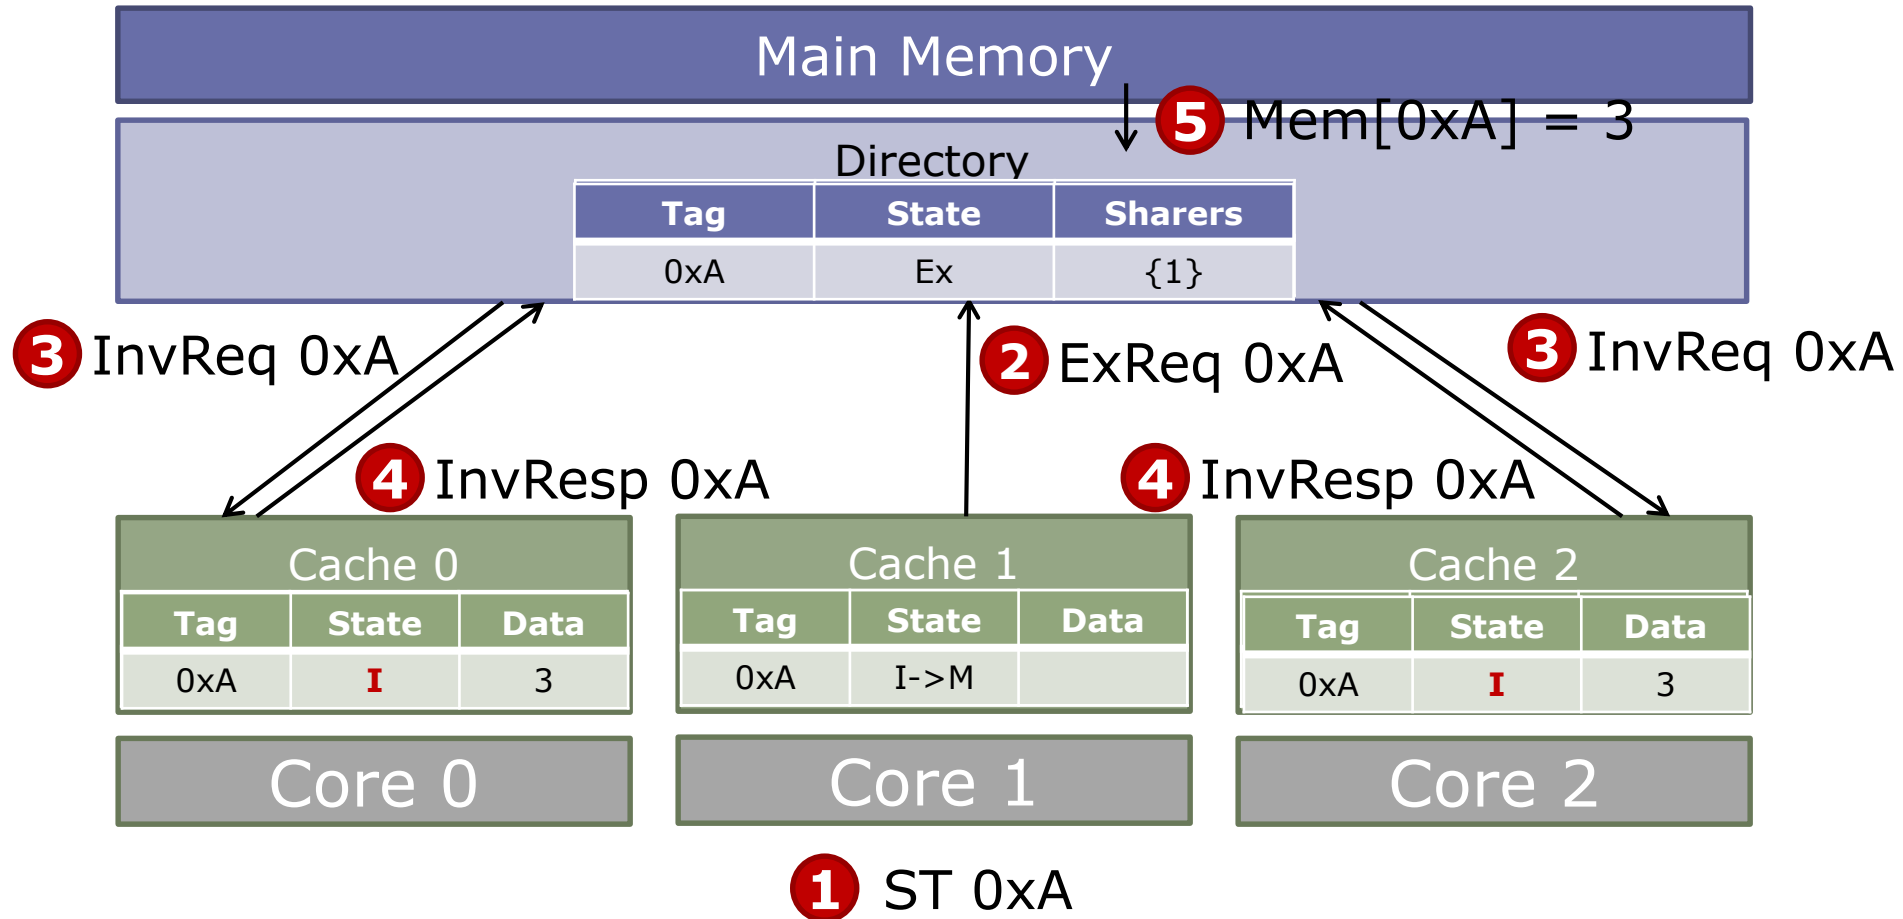 Main Memory
5 Mem[0xA] = 3
Directory
Tag State Sharers
0xA Ex {1}
3 InvReq 0xA
2 ExReq 0xA
3 InvReq 0xA
4 InvResp 0xA
4 InvResp 0xA
Cache 0
Tag State Data
0xA I 3
Cache 1
Tag State Data
0xA I->M
Cache 2
Tag State Data
0xA I 3
Core 0
Core 1
Core 2
1 ST 0xA